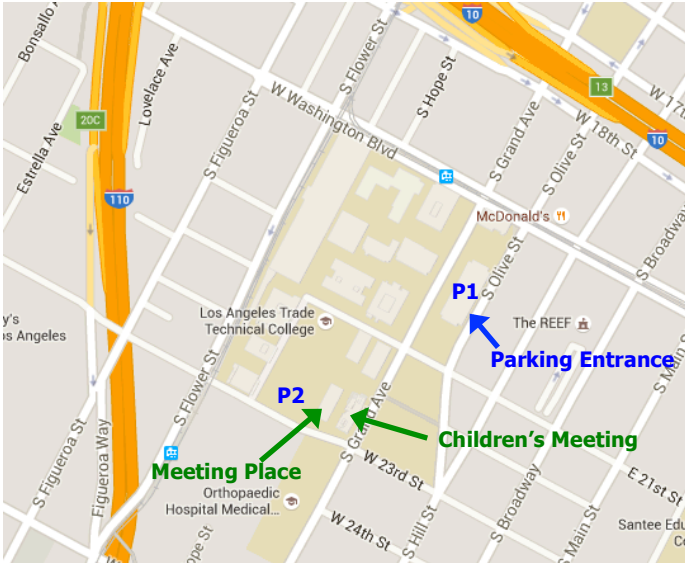 Bonsallo Av
Lovelace Ave
S Figueroa St
S Flower St
S Hope St
10
13
W 17th
W Washington Blvd
S Grand Ave
W 18th St
10
20C
Estrella Ave
110
S Olive St
S Broadway
McDonald's
S Olive St
P1
Los Angeles Trade
Technical College
The REEF
y's
os Angeles
Parking Entrance
S Main S
S Flower St
P2
S Grand Ave
Children's Meeting
Meeting Place
S Figueroa St
Figueroa Way
Orthopaedic
Hospital Medical...
W 23rd St
E 21st St
W 24th St
S Hill St
S Broadway
S Main St
Santee Edu
Co
ope St
W